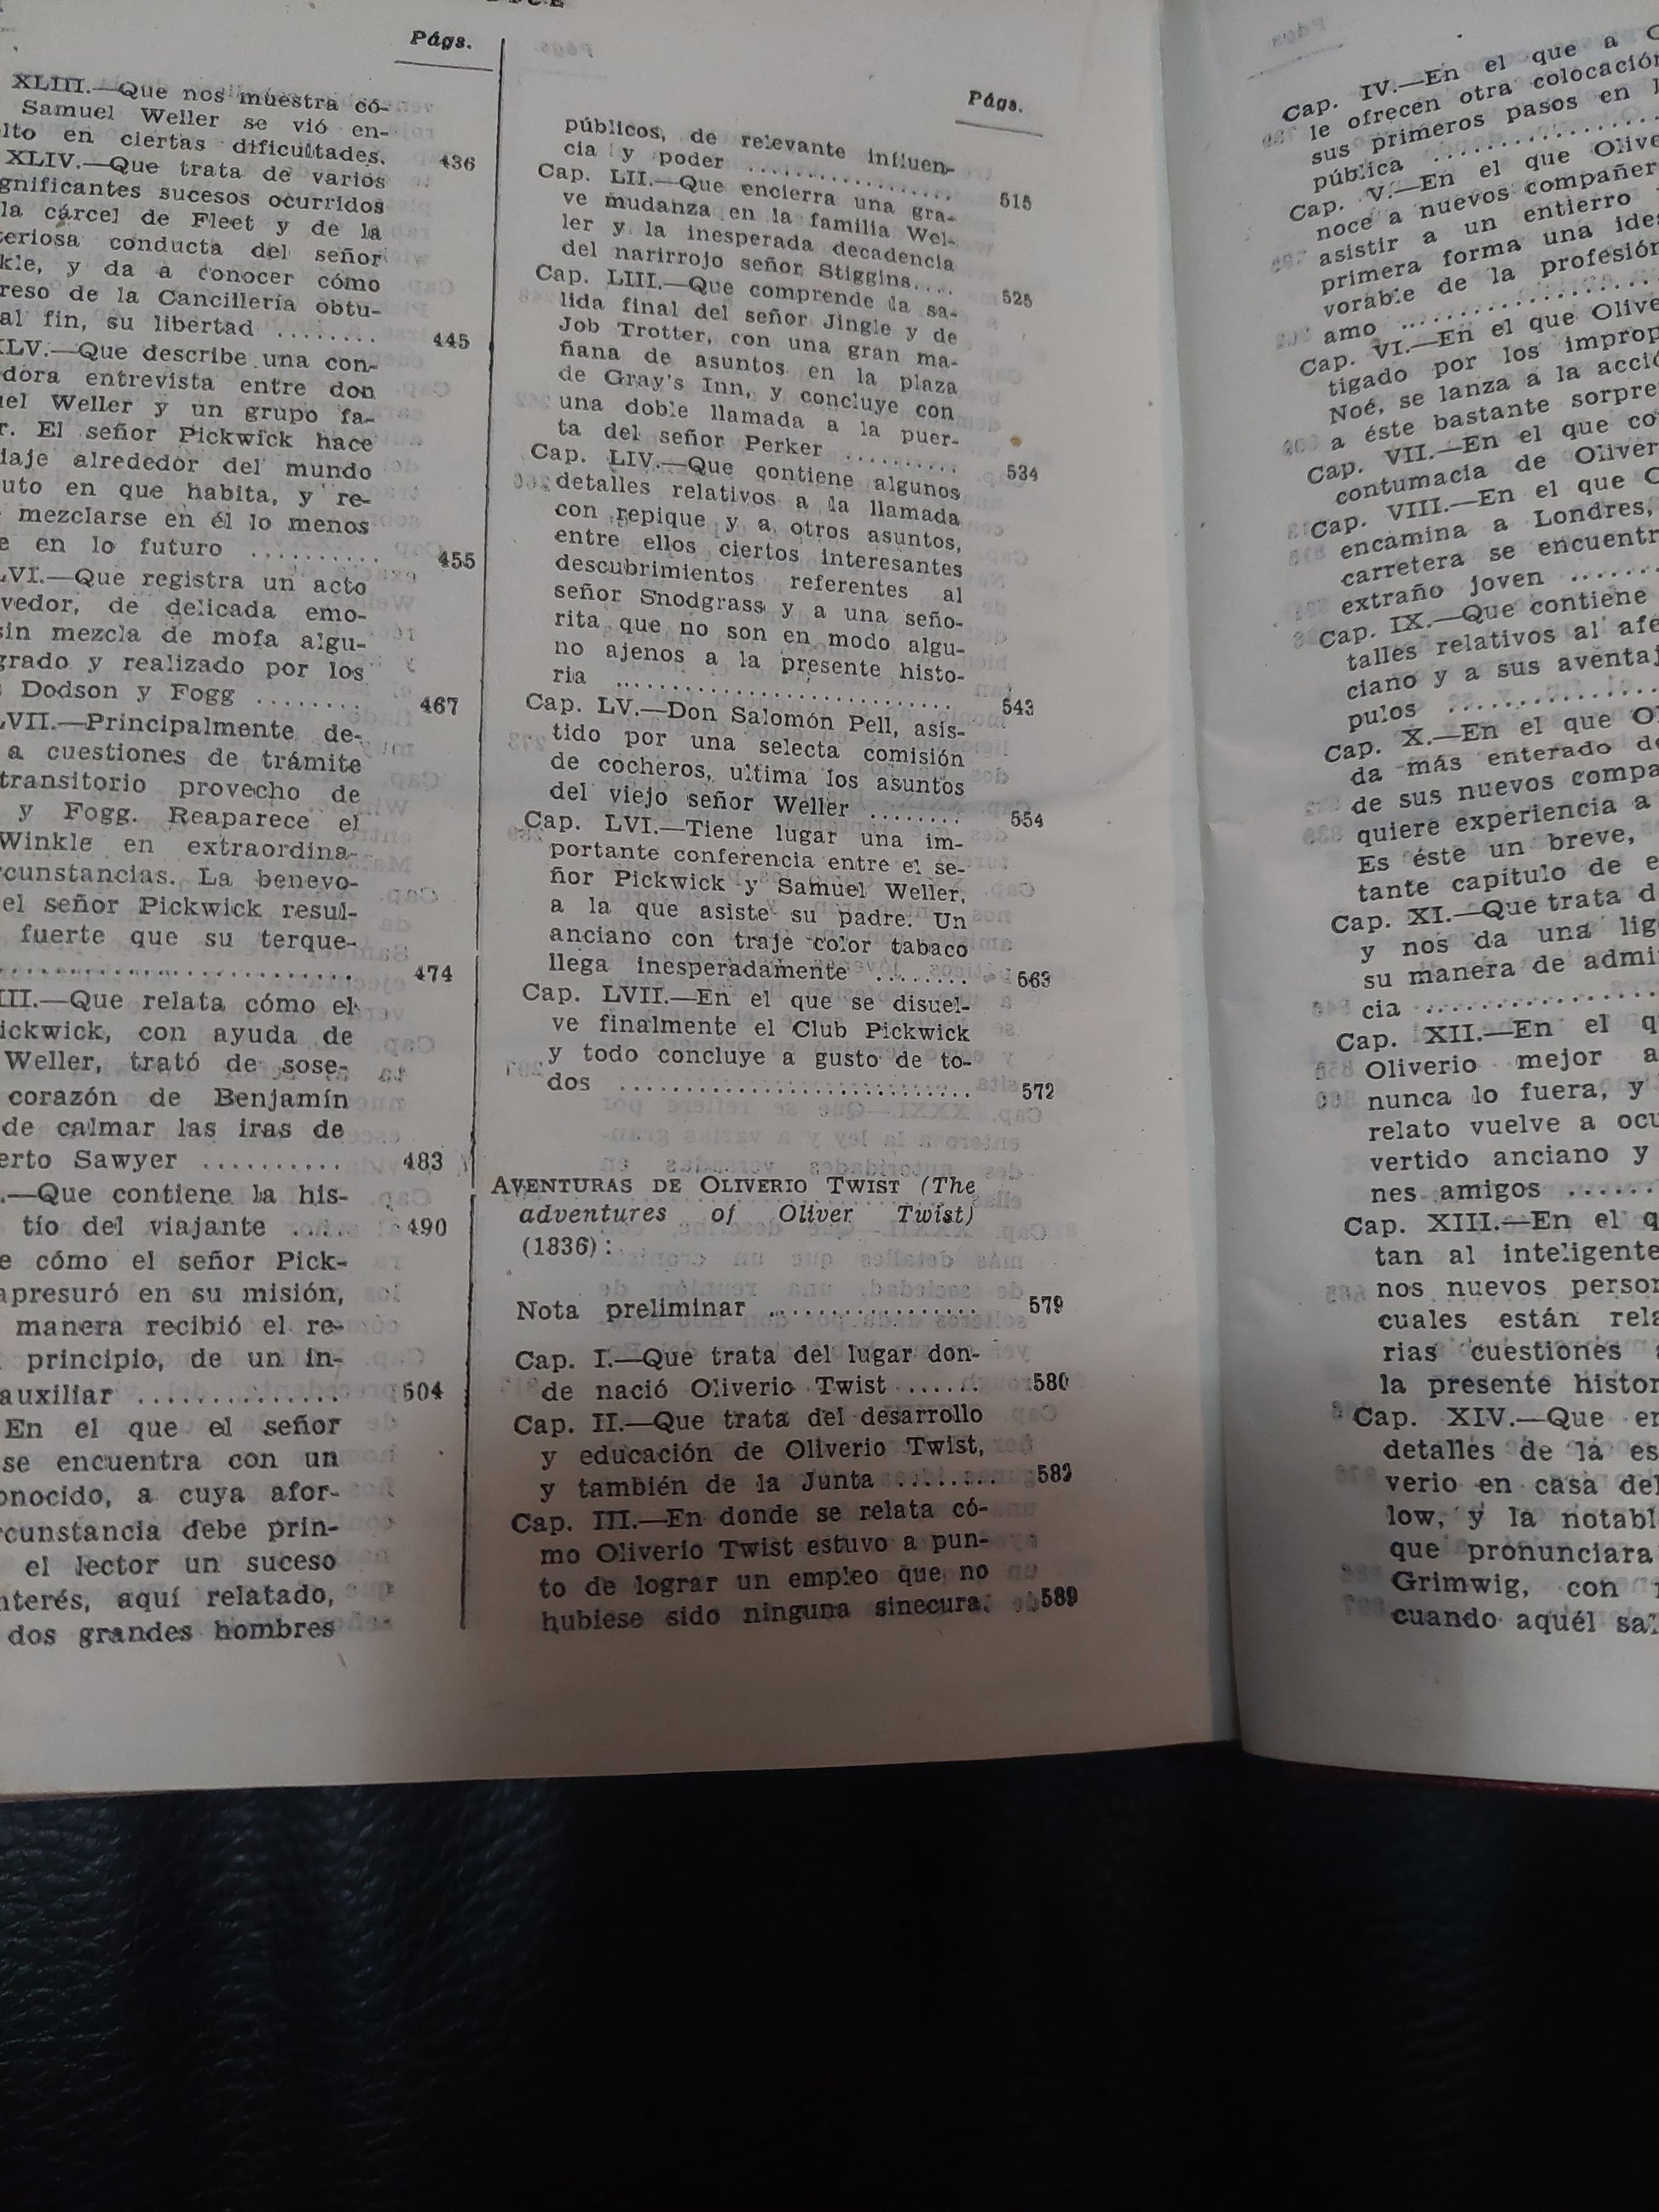 Págs.
XLIII.—Que nos muestra có-
Samuel Weller se vió en-
lto en ciertas dificultades. 436
XLIV.—Que trata de varios
gnificantes sucesos ocurridos
la cárcel de Fleet y de la
teriosa conducta del señor
kle, y da a conocer cómo
reso de la Cancillería obtu-
al fin, su libertad ........ 445
XLV.—Que describe una con-
dora entrevista entre don
uel Weller y un grupo fa-
r. El señor Pickwick hace
iaje alrededor del mundo
uto en que habita, y re-
mezclarse en él lo menos
e en lo futuro .......... 455
LVI.—Que registra un acto
vedor, de delicada emo-
sin mezcla de mofa algu-
grado y realizado por los
s Dodson y Fogg ........ 467
LVII.—Principalmente de-
a cuestiones de trámite
transitorio provecho de
y Fogg. Reaparece el
Winkle en extraordina-
rcunstancias. La benevo-
el señor Pickwick resul-
fuerte que su terque-
........................... 474
III.—Que relata cómo el
ickwick, con ayuda de
Weller, trató de sose-
corazón de Benjamín
de calmar las iras de
erto Sawyer .......... 483
.—Que contiene la his-
tío del viajante .... 490
e cómo el señor Pick-
apresuró en su misión,
manera recibió el re-
principio, de un in-
auxiliar .............. 504
En el que el señor
se encuentra con un
onocido, a cuya afor-
rcunstancia debe prin-
el lector un suceso
nterés, aquí relatado,
dos grandes hombres
Págs.
públicos, de relevante influen-
cia y poder .................. 515
Cap. LII.—Que encierra una gra-
ve mudanza en la familia Wel-
ler y la inesperada decadencia
del narirrojo señor Stiggins.... 525
Cap. LIII.—Que comprende la sa-
lida final del señor Jingle y de
Job Trotter, con una gran ma-
ñana de asuntos en la plaza
de Gray's Inn, y concluye con
una doble llamada a la puer-
ta del señor Perker .......... 534
Cap. LIV.—Que contiene algunos
detalles relativos a la llamada
con repique y a otros asuntos,
entre ellos ciertos interesantes
descubrimientos referentes al
señor Snodgrass y a una seño-
rita que no son en modo algu-
no ajenos a la presente histo-
ria ............................ 543
Cap. LV.—Don Salomón Pell, asis-
tido por una selecta comisión
de cocheros, ultima los asuntos
del viejo señor Weller ........ 554
Cap. LVI.—Tiene lugar una im-
portante conferencia entre el se-
ñor Pickwick y Samuel Weller,
a la que asiste su padre. Un
anciano con traje color tabaco
llega inesperadamente ........ 563
Cap. LVII.—En el que se disuel-
ve finalmente el Club Pickwick
y todo concluye a gusto de to-
dos ............................ 572
AVENTURAS DE OLIVERIO TWIST (The
adventures of Oliver Twist)
(1836):
Nota preliminar ................. 579
Cap. I.—Que trata del lugar don-
de nació Oliverio Twist ...... 580
Cap. II.—Que trata del desarrollo
y educación de Oliverio Twist,
y también de la Junta ......... 582
Cap. III.—En donde se relata có-
mo Oliverio Twist estuvo a pun-
to de lograr un empleo que no
hubiese sido ninguna sinecura. 589
Cap. IV.—En el que a O
le ofrecen otra colocación
sus primeros pasos en l
pública ..................
Cap. V.—En el que Olive
noce a nuevos compañer
asistir a un entierro
primera forma una ide
vorable de la profesión
amo ......................
Cap. VI.—En el que Olive
tigado por los improp
Noé, se lanza a la acció
a éste bastante sorpre
Cap. VII.—En el que co
contumacia de Oliver
Cap. VIII.—En el que O
encamina a Londres,
carretera se encuentr
extraño joven ........
Cap. IX.—Que contiene
talles relativos al afe
ciano y a sus aventaj
pulos ................
Cap. X.—En el que Ol
da más enterado de
de sus nuevos compa
quiere experiencia a
Es éste un breve,
tante capítulo de e
Cap. XI.—Que trata d
y nos da una lig
su manera de admi
cia ..................
Cap. XII.—En el q
Oliverio mejor a
nunca lo fuera, y
relato vuelve a ocu
vertido anciano y
nes amigos .......
Cap. XIII.—En el q
tan al inteligente
nos nuevos person
cuales están rela
rias cuestiones
la presente histor
Cap. XIV.—Que en
detalles de la es
verio en casa del
low, y la notabl
que pronunciara
Grimwig, con
cuando aquél sa